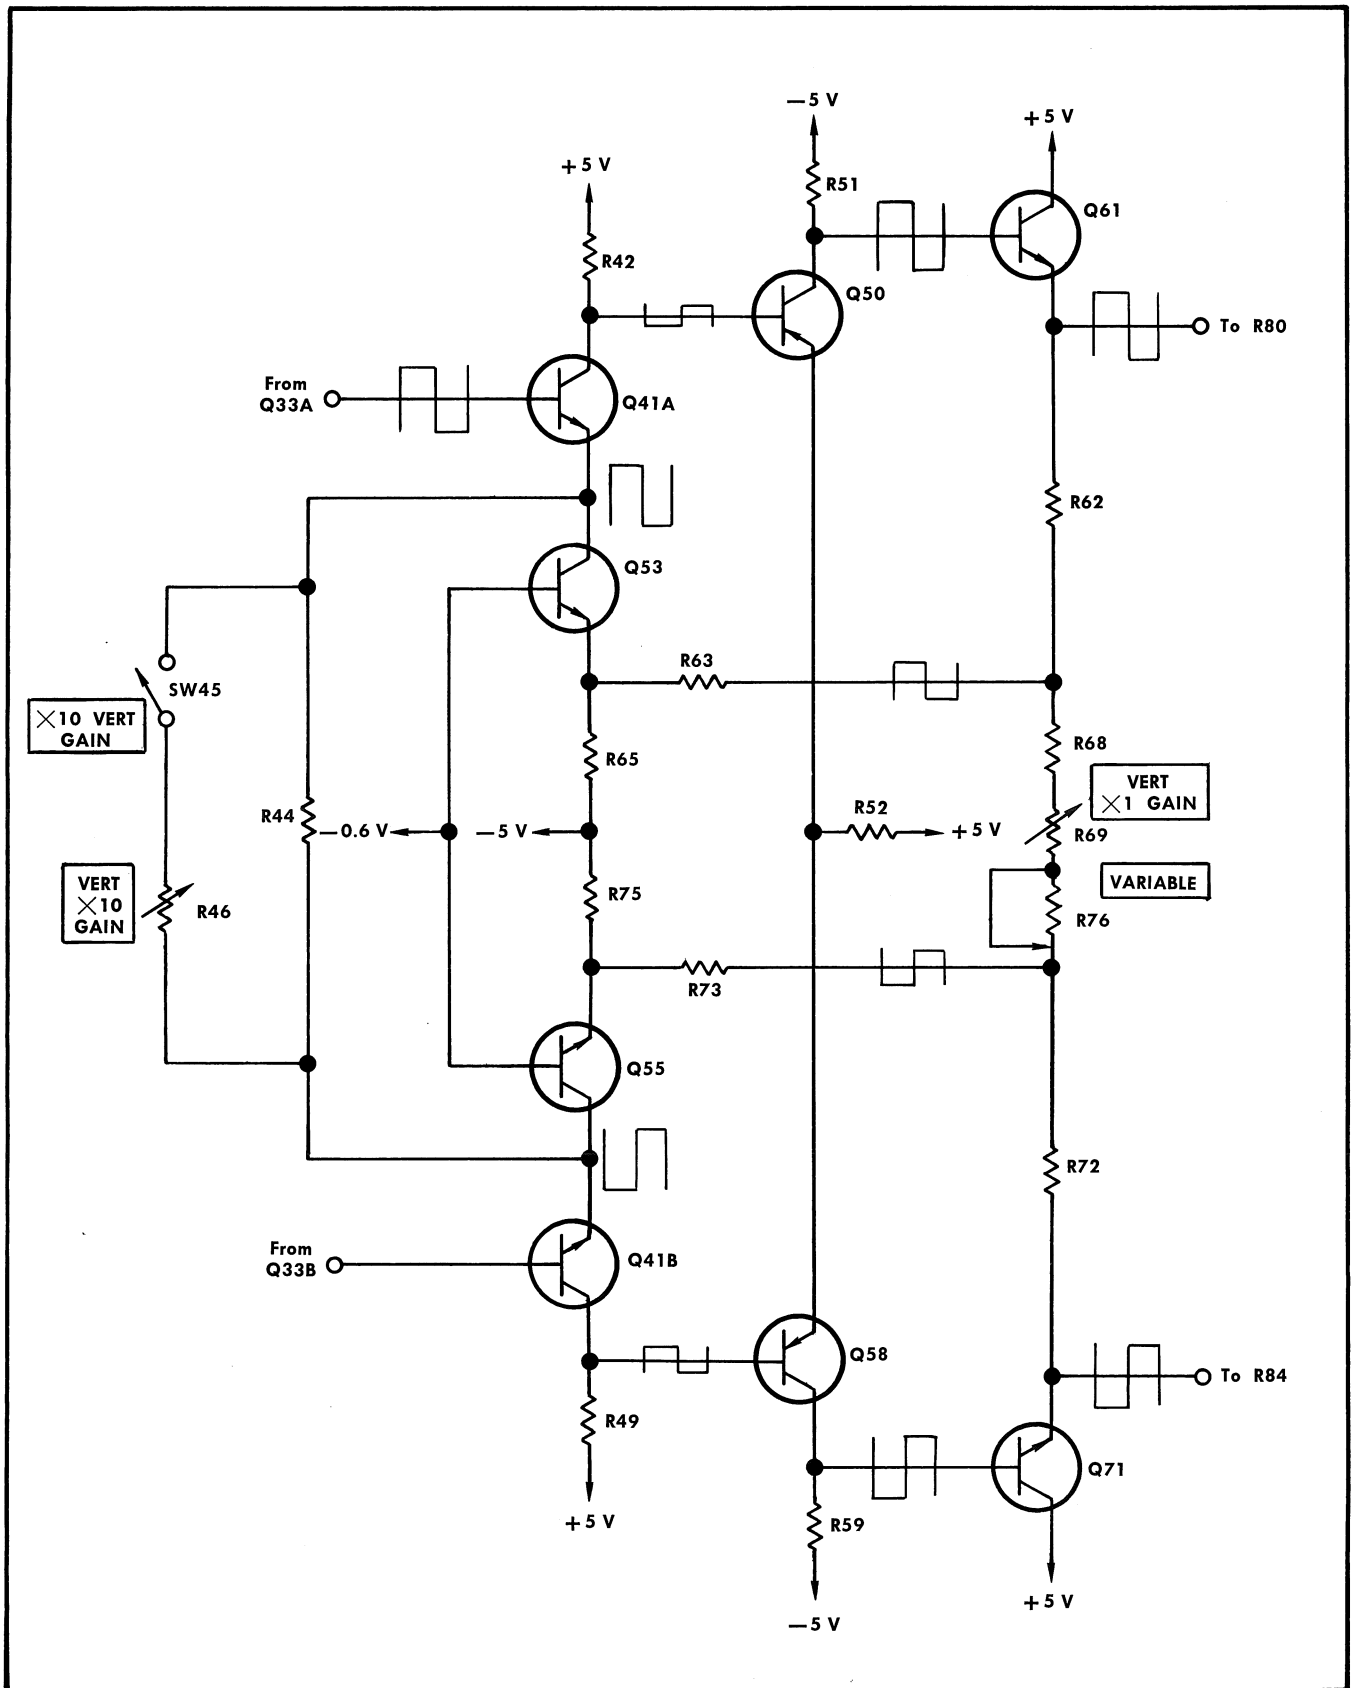 −5 V
+5 V
+5 V
R51
Q61
R42
Q50
To R80
From
Q33A
Q41A
R62
Q53
R63
SW45
×10 VERT
GAIN
R65
R68
VERT
×1 GAIN
R44
−0.6 V
−5 V
R52
+5 V
R69
VERT
×10
GAIN
R46
R75
VARIABLE
R76
R73
Q55
R72
From
Q33B
Q41B
Q58
To R84
R49
Q71
+5 V
R59
+5 V
−5 V